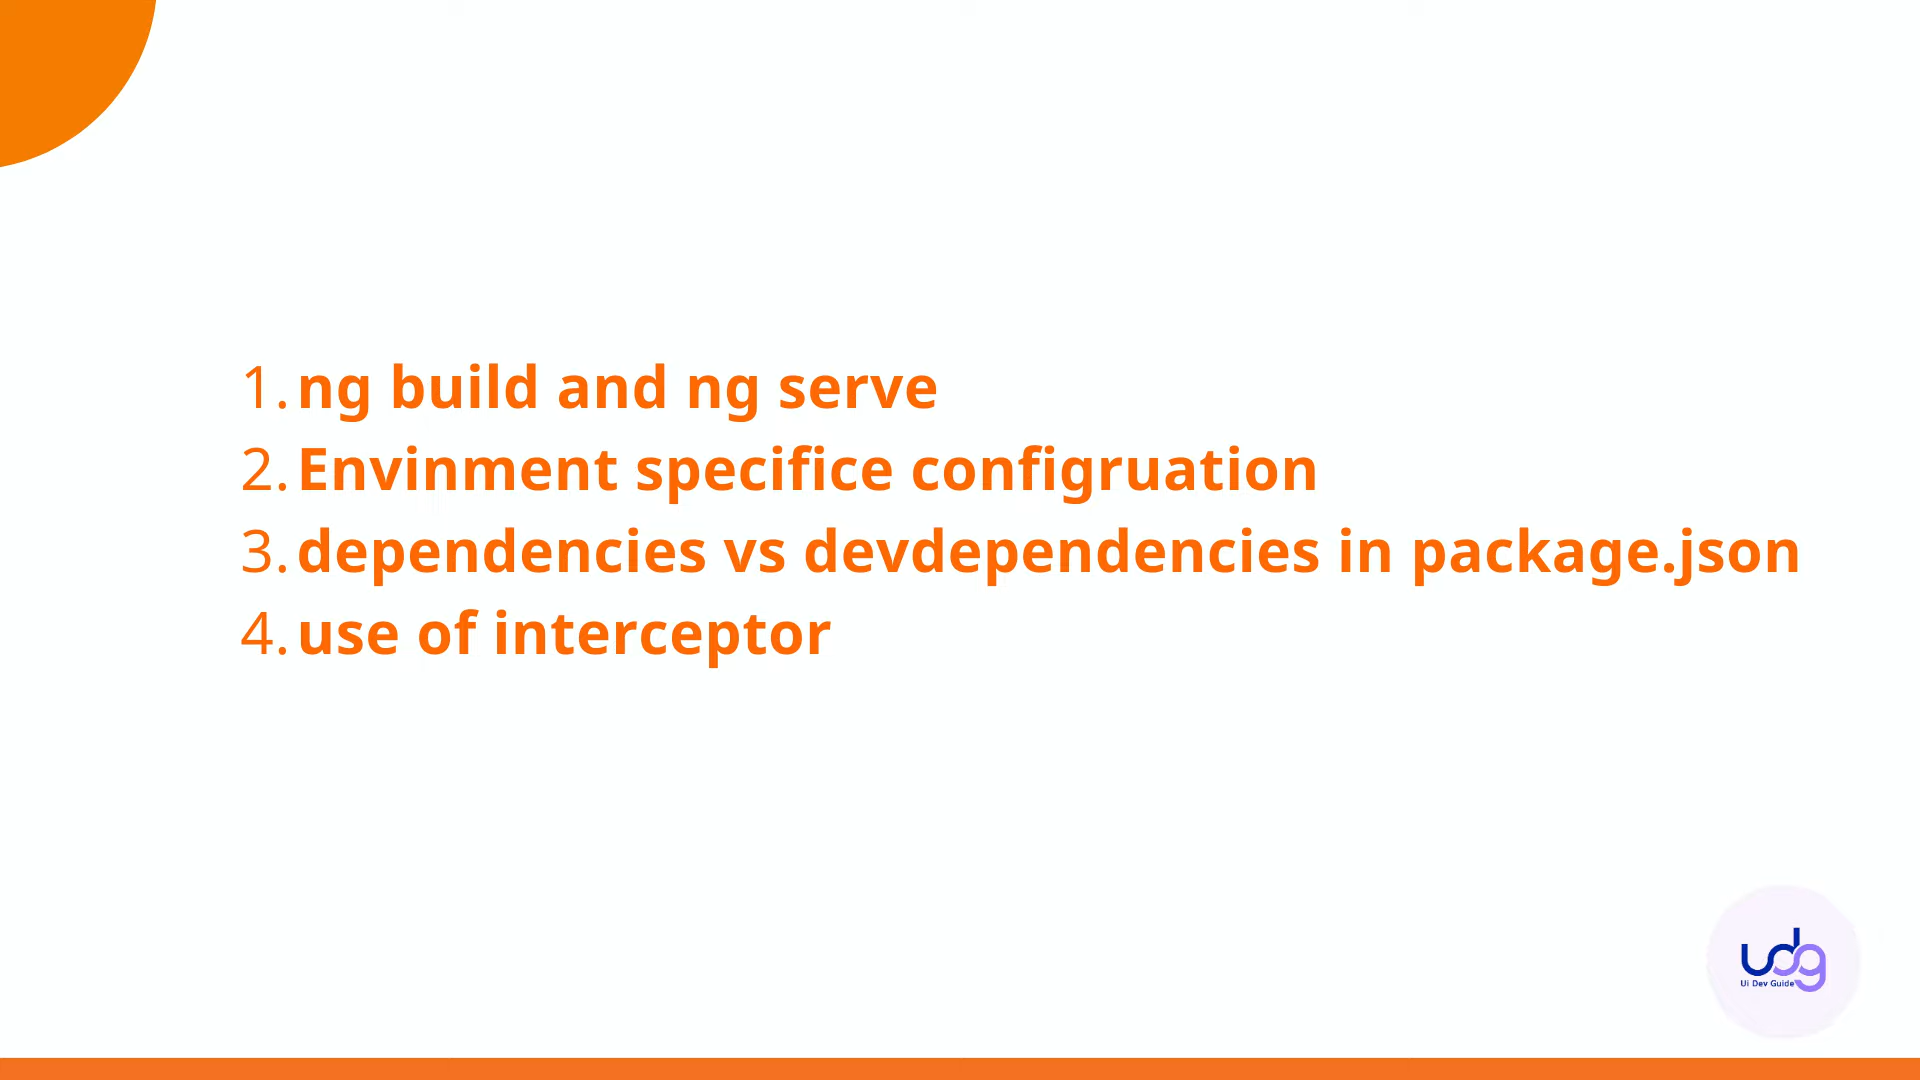 1. ng build and ng serve
2. Envinment specifice configruation
3. dependencies vs devdependencies in package.json
4. use of interceptor
udg
Ui Dev Guide